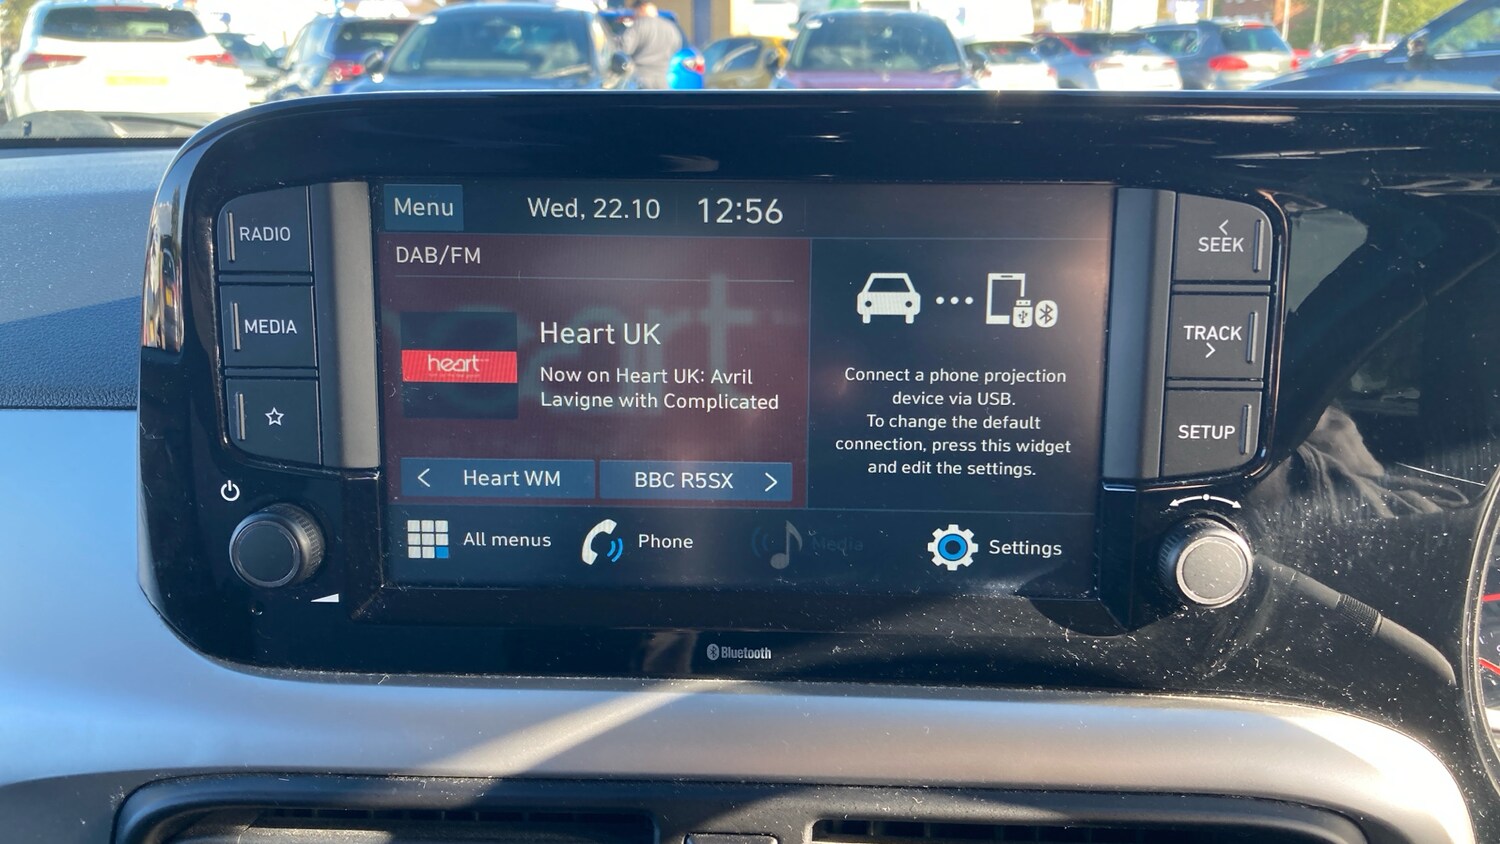 Menu
Wed, 22.10
12:56
DAB/FM
heart
Heart UK
Now on Heart UK: Avril
Lavigne with Complicated
Heart WM
BBC R5SX
Connect a phone projection
device via USB.
To change the default
connection, press this widget
and edit the settings.
All menus
Phone
Media
Settings
RADIO
MEDIA
SEEK
TRACK
SETUP
Bluetooth